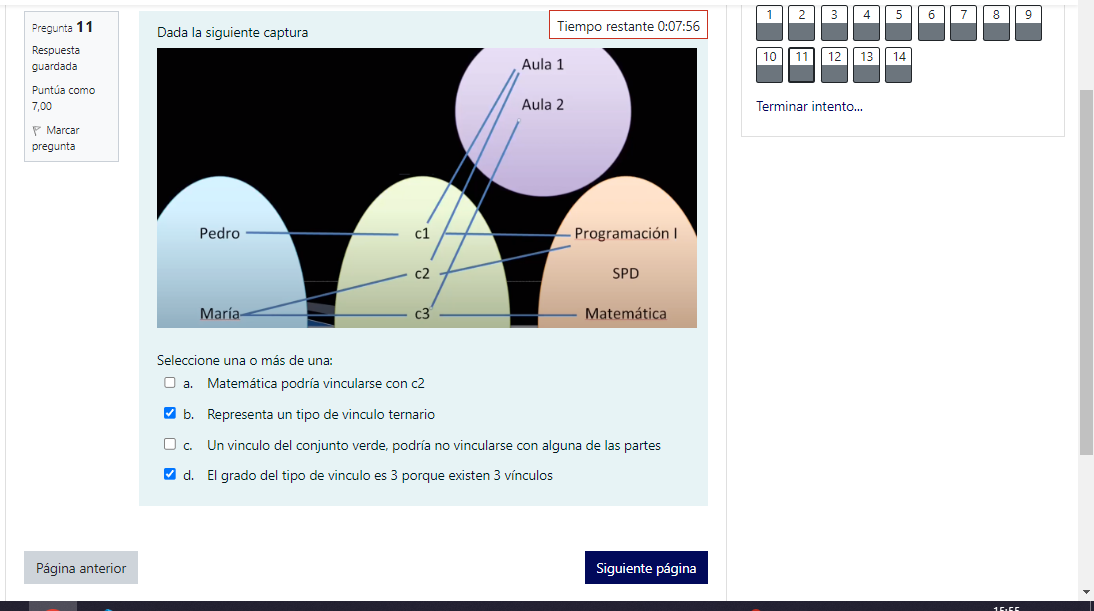 Pregunta 11
Respuesta
guardada
Puntúa como
7,00
Marcar
pregunta
Dada la siguiente captura
Tiempo restante 0:07:56
Aula 1
Aula 2
Pedro
c1
Programación I
c2
SPD
María
c3
Matemática
Seleccione una o más de una:
a. Matemática podría vincularse con c2
b. Representa un tipo de vinculo ternario
c. Un vinculo del conjunto verde, podría no vincularse con alguna de las partes
d. El grado del tipo de vinculo es 3 porque existen 3 vínculos
Página anterior
Siguiente página
1 2 3 4 5 6 7 8 9
10 11 12 13 14
Terminar intento...
15:55